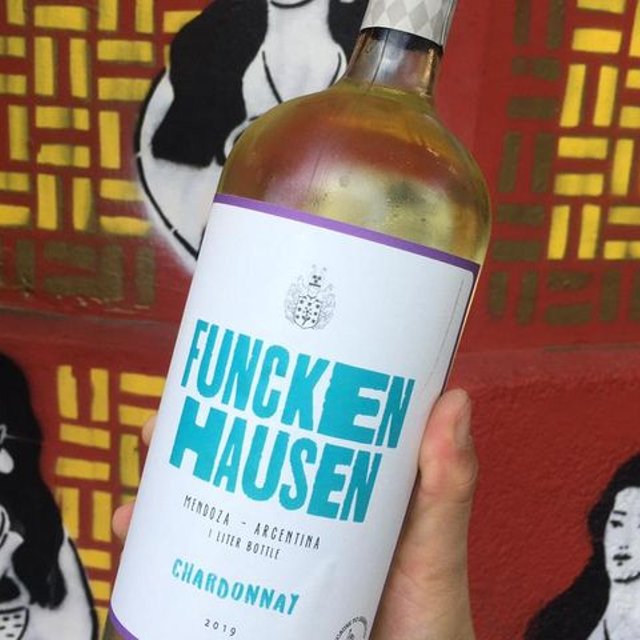 FUNCKEN
HAUSEN
MENDOZA - ARGENTINA
1 LITER BOTTLE
CHARDONNAY
2019